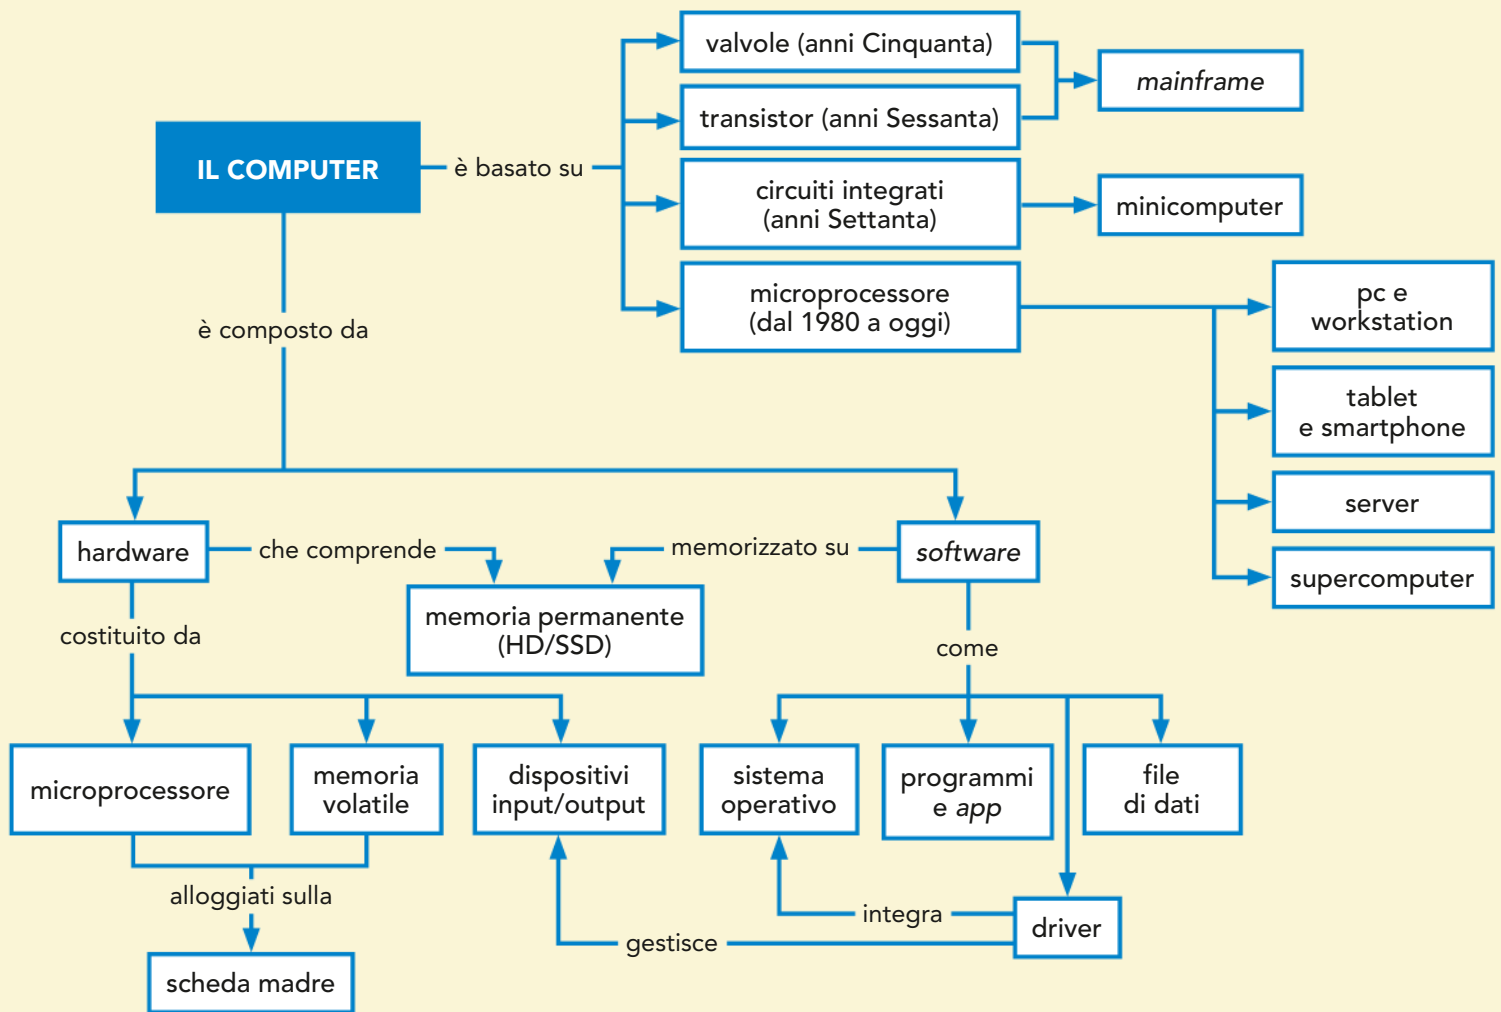 valvole (anni Cinquanta)
mainframe
transistor (anni Sessanta)
IL COMPUTER
è basato su
circuiti integrati
(anni Settanta)
minicomputer
microprocessore
(dal 1980 a oggi)
pc e
workstation
è composto da
tablet
e smartphone
server
supercomputer
hardware
che comprende
memorizzato su
software
memoria permanente
(HD/SSD)
costituito da
come
microprocessore
memoria
volatile
dispositivi
input/output
sistema
operativo
programmi
e app
file
di dati
alloggiati sulla
integra
driver
gestisce
scheda madre